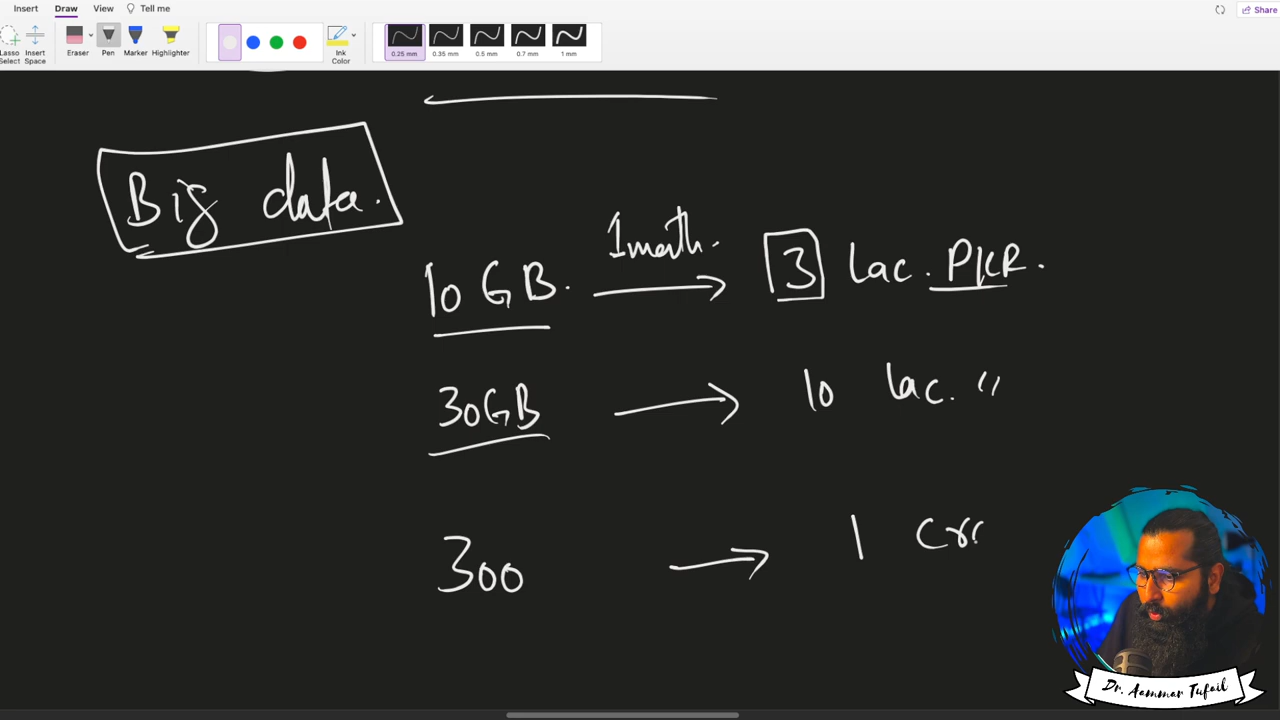 Insert Draw View Tell me
Share
Lasso Select
Insert Space
Eraser
Pen
Marker
Highlighter
Ink Color
0.25 mm 0.35 mm 0.5 mm 0.7 mm 1 mm
Big data.
10 GB. 1 month. 3 lac. PKR.
30GB 10 lac. "
300 1 cro
Dr. Aammar Tufail